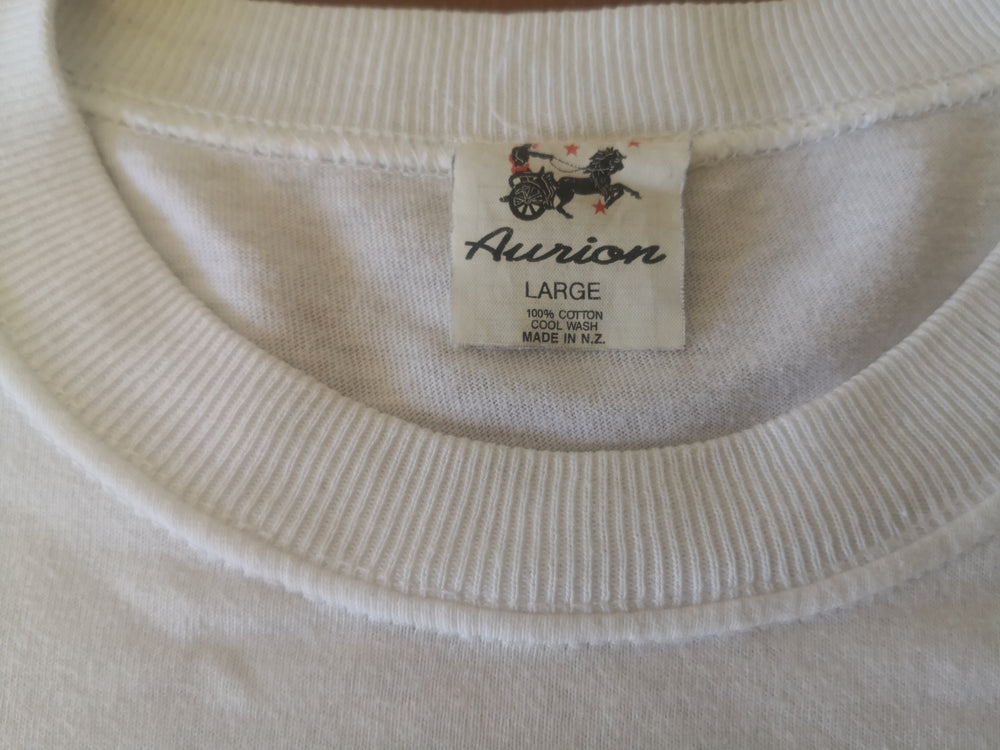 Aurion
LARGE
100% COTTON
COOL WASH
MADE IN N.Z.